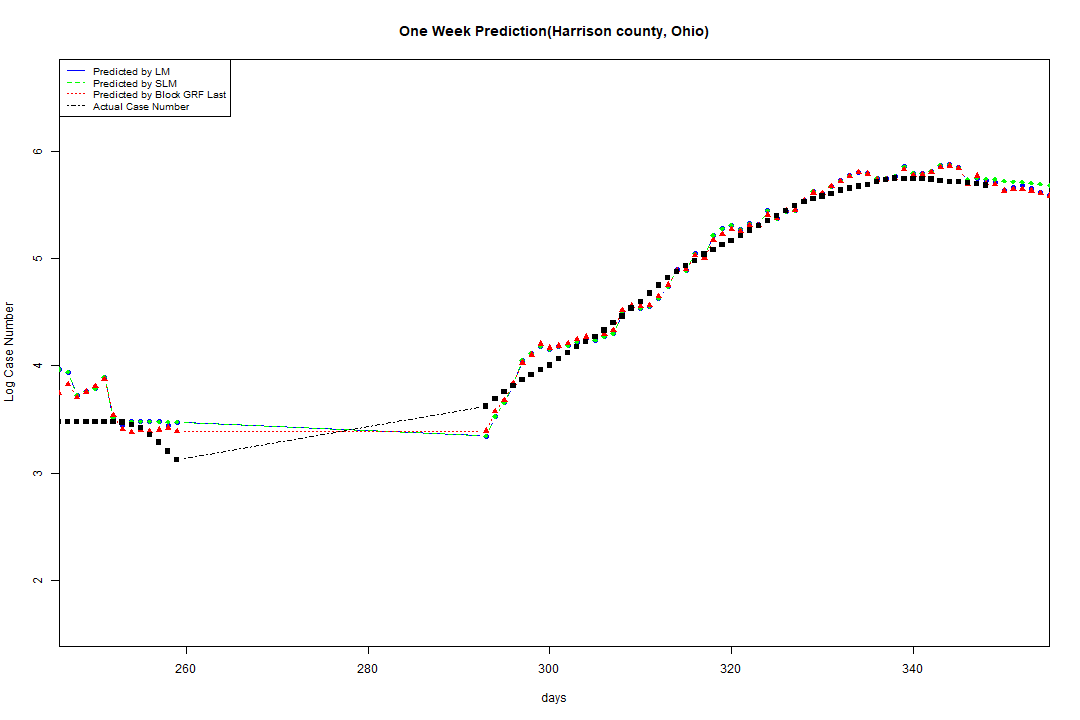 One Week Prediction(Harrison county, Ohio)
Predicted by LM
Predicted by SLM
Predicted by Block GRF Last
Actual Case Number
6
5
4
3
2
Log Case Number
260 280 300 320 340
days